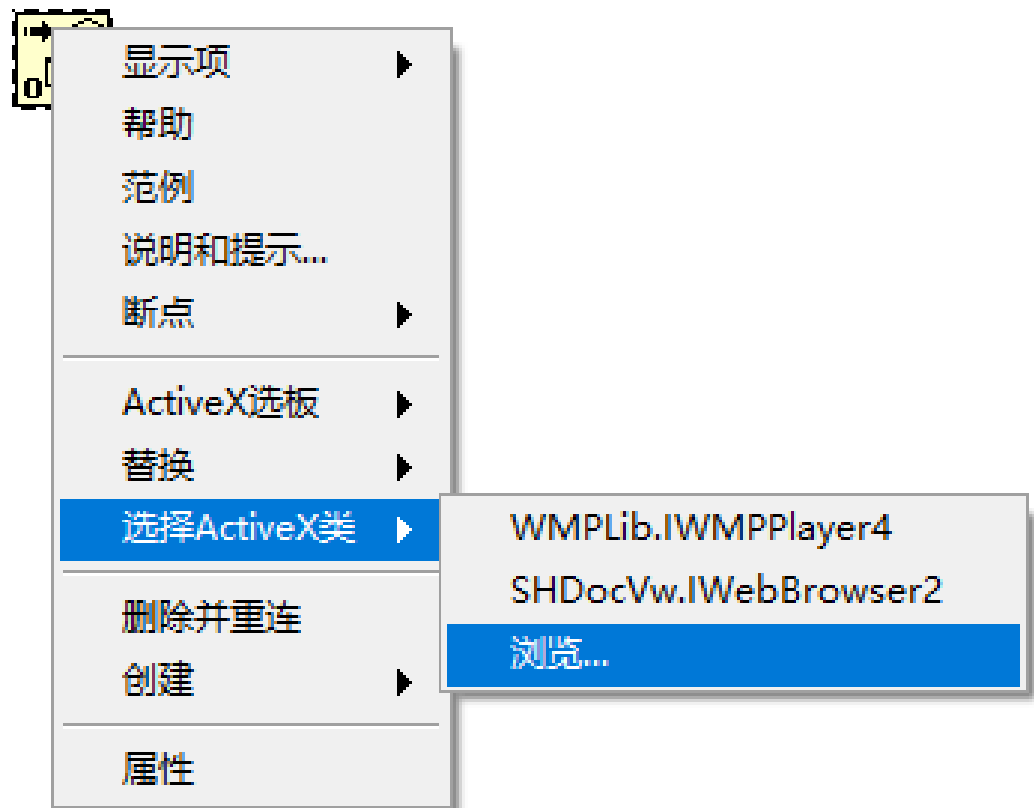 显示项
帮助
范例
说明和提示...
断点
ActiveX选板
替换
选择ActiveX类
WMPLib.IWMPPlayer4
SHDocVw.IWebBrowser2
浏览...
删除并重连
创建
属性